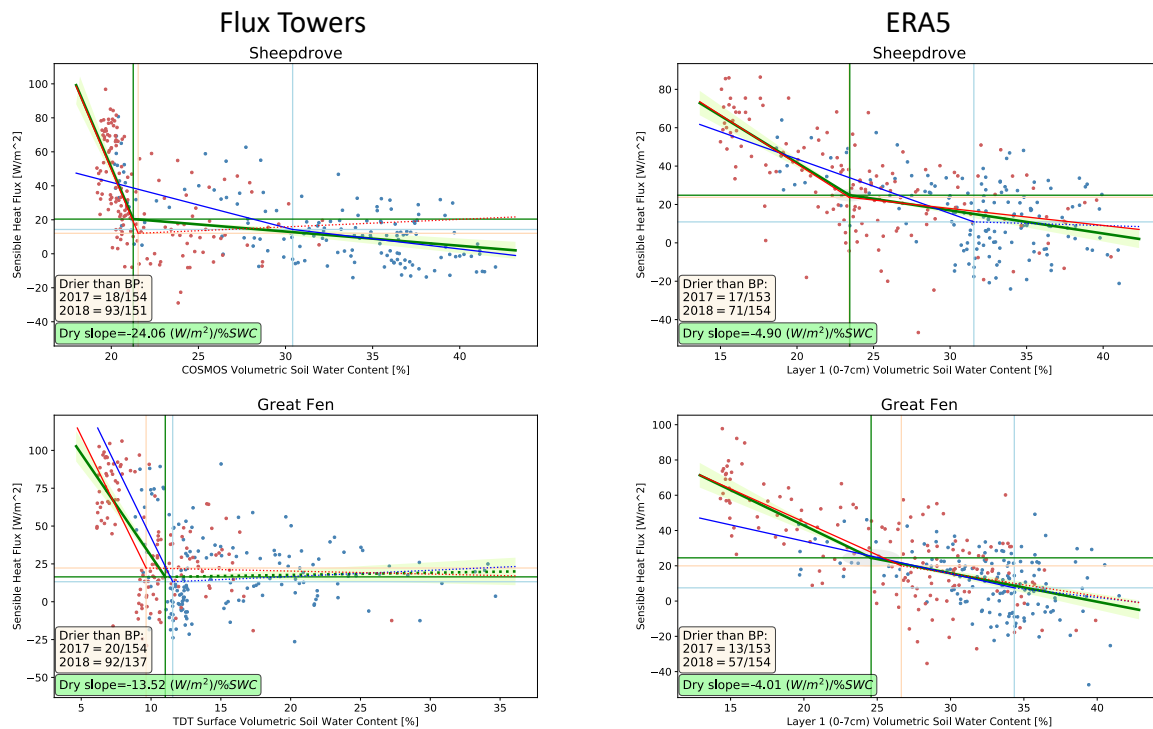 Flux Towers
ERA5
Sheepdrove
100
80
60
40
20
0
−20
−40
Sensible Heat Flux [W/m^2]
Drier than BP:
2017 = 18/154
2018 = 93/151
Dry slope=-24.06 (W/m²)/%SWC
20
25
30
35
40
COSMOS Volumetric Soil Water Content [%]
Sheepdrove
80
60
40
20
0
−20
−40
Sensible Heat Flux [W/m^2]
Drier than BP:
2017 = 17/153
2018 = 71/154
Dry slope=-4.90 (W/m²)/%SWC
15
20
25
30
35
40
Layer 1 (0-7cm) Volumetric Soil Water Content [%]
Great Fen
100
75
50
25
0
−25
−50
Sensible Heat Flux [W/m^2]
Drier than BP:
2017 = 20/154
2018 = 92/137
Dry slope=-13.52 (W/m²)/%SWC
5
10
15
20
25
30
35
TDT Surface Volumetric Soil Water Content [%]
Great Fen
100
80
60
40
20
0
−20
−40
Sensible Heat Flux [W/m^2]
Drier than BP:
2017 = 13/153
2018 = 57/154
Dry slope=-4.01 (W/m²)/%SWC
15
20
25
30
35
40
Layer 1 (0-7cm) Volumetric Soil Water Content [%]